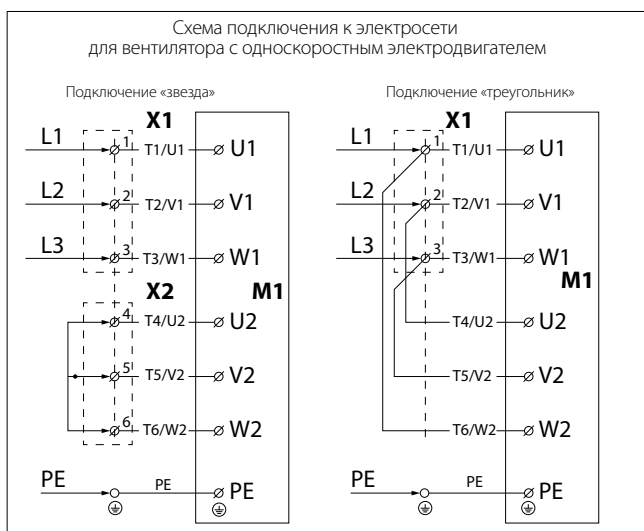 Схема подключения к электросети
для вентилятора с односкоростным электродвигателем
Подключение «звезда»
X1
L1 1 T1/U1 U1
L2 2 T2/V1 V1
L3 3 T3/W1 W1
X2 M1
4 T4/U2 U2
5 T5/V2 V2
6 T6/W2 W2
PE PE PE
Подключение «треугольник»
X1
L1 1 T1/U1 U1
L2 2 T2/V1 V1
L3 3 T3/W1 W1
M1
T4/U2 U2
T5/V2 V2
T6/W2 W2
PE PE PE